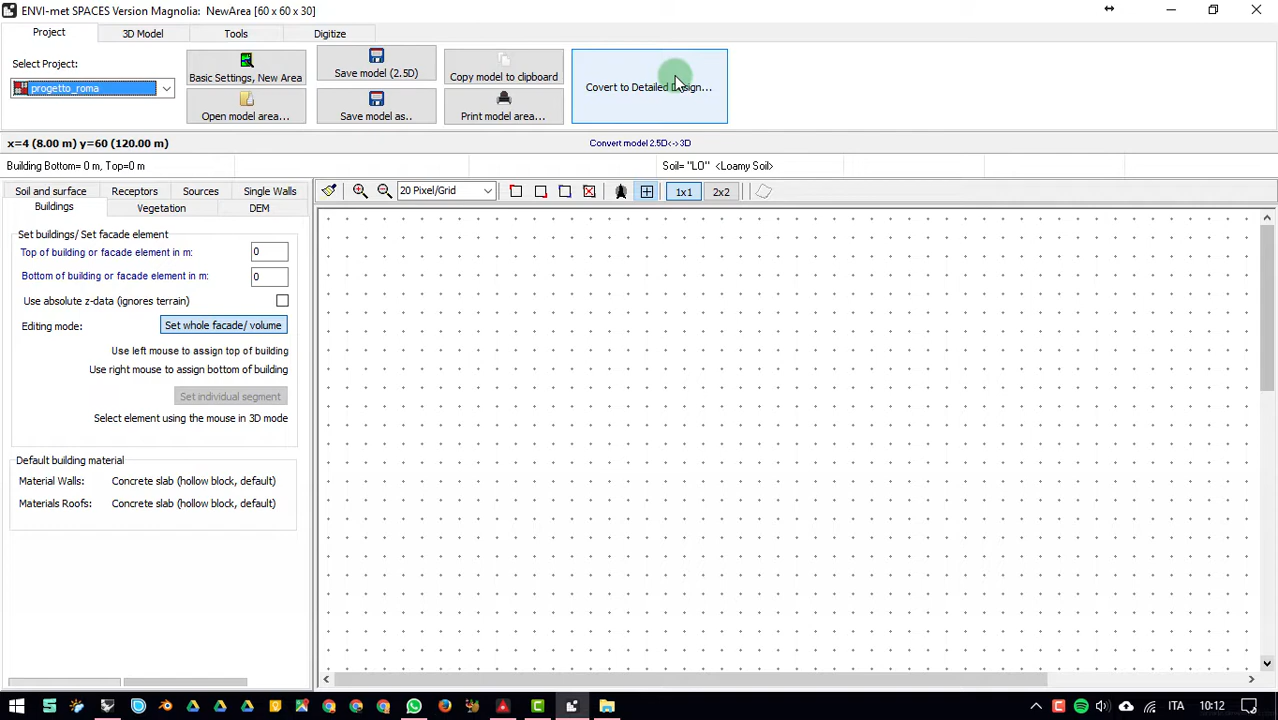 ENVI-met SPACES Version Magnolia: NewArea [60 x 60 x 30]
Project
3D Model
Tools
Digitize
Select Project:
progetto_roma
Basic Settings, New Area
Open model area...
Save model (2.5D)
Save model as..
Copy model to clipboard
Print model area...
Covert to Detailed Design...
x=4 (8.00 m) y=60 (120.00 m)
Convert model 2.5D<->3D
Building Bottom= 0 m, Top=0 m
Soil= "LO" <Loamy Soil>
Soil and surface
Receptors
Sources
Single Walls
Buildings
Vegetation
DEM
20 Pixel/Grid
1x1
2x2
Set buildings/ Set facade element
Top of building or facade element in m:
0
Bottom of building or facade element in m:
0
Use absolute z-data (ignores terrain)
Editing mode:
Set whole facade/ volume
Use left mouse to assign top of building
Use right mouse to assign bottom of building
Set individual segment
Select element using the mouse in 3D mode
Default building material
Material Walls:
Concrete slab (hollow block, default)
Materials Roofs:
Concrete slab (hollow block, default)
ITA
10:12